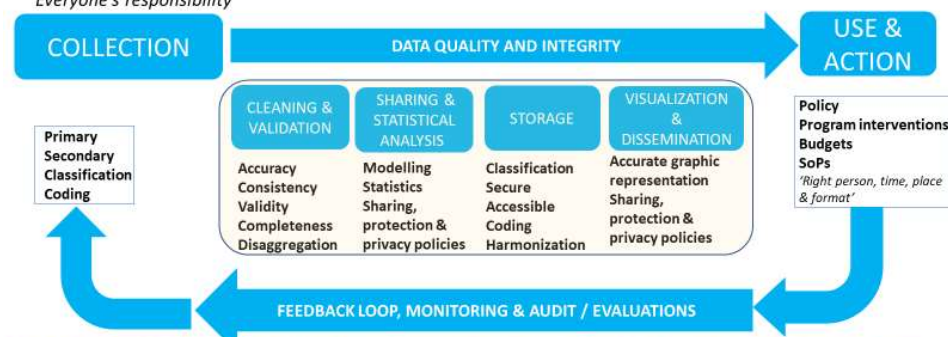 Everyone's responsibility
COLLECTION
DATA QUALITY AND INTEGRITY
USE &
ACTION
CLEANING &
VALIDATION
Accuracy
Consistency
Validity
Completeness
Disaggregation
SHARING &
STATISTICAL
ANALYSIS
Modelling
Statistics
Sharing,
protection &
privacy policies
STORAGE
Classification
Secure
Accessible
Coding
Harmonization
VISUALIZATION
&
DISSEMINATION
Accurate graphic
representation
Sharing,
protection &
privacy policies
Primary
Secondary
Classification
Coding
Policy
Program interventions
Budgets
SoPs
'Right person, time, place
& format'
FEEDBACK LOOP, MONITORING & AUDIT / EVALUATIONS